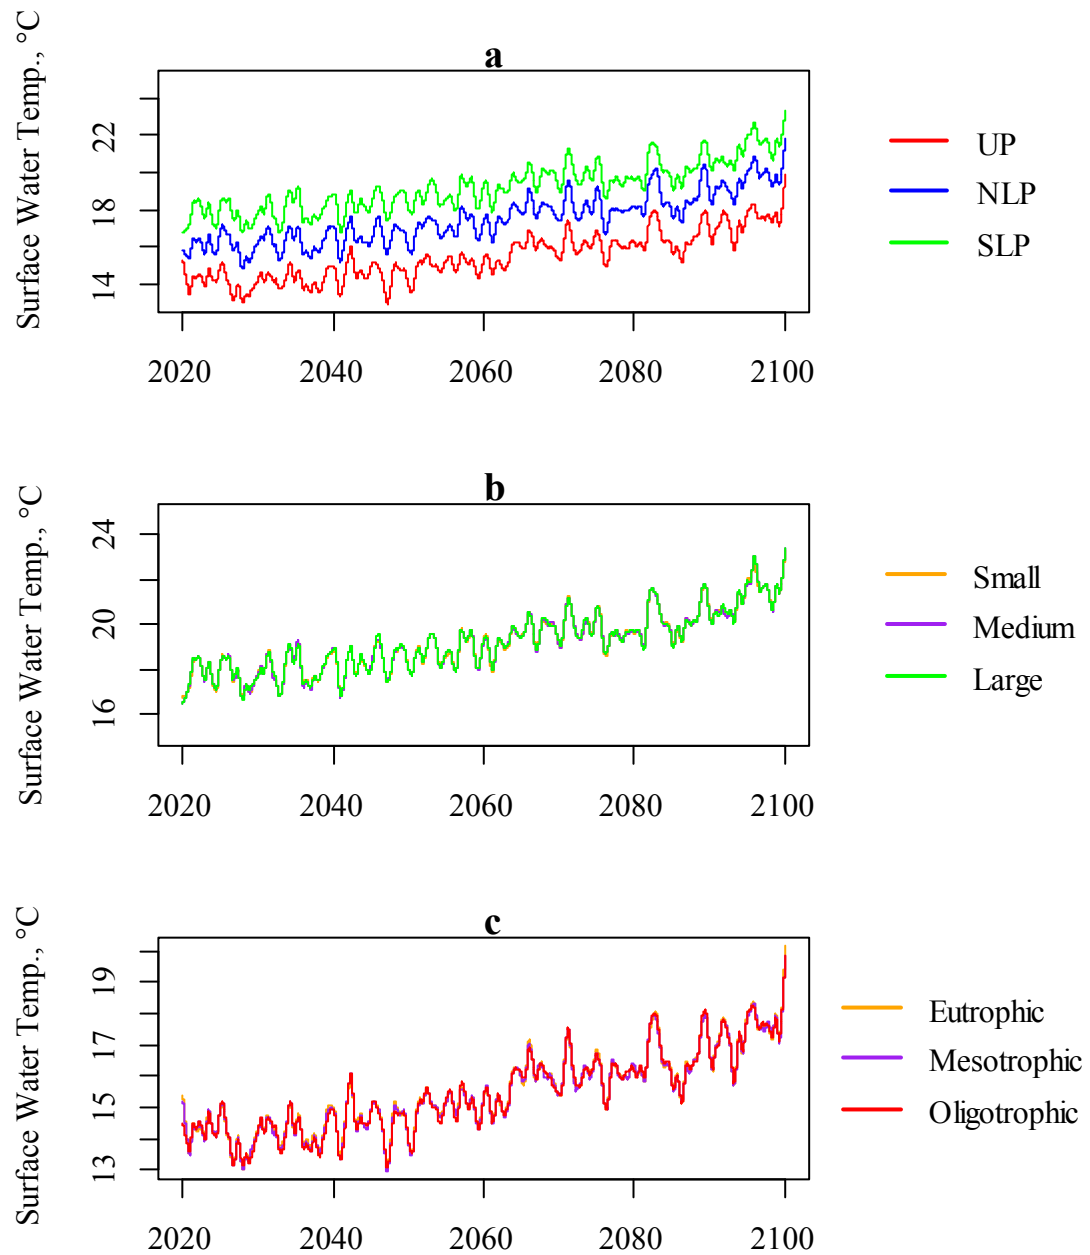 a
Surface Water Temp., °C
22
18
14
2020 2040 2060 2080 2100
UP
NLP
SLP
b
Surface Water Temp., °C
24
20
16
2020 2040 2060 2080 2100
Small
Medium
Large
c
Surface Water Temp., °C
19
17
15
13
2020 2040 2060 2080 2100
Eutrophic
Mesotrophic
Oligotrophic